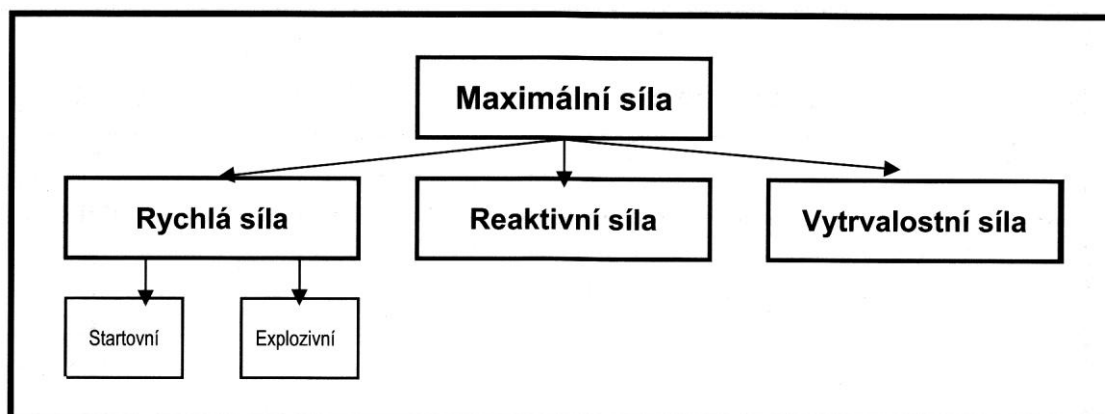 Maximální síla
Rychlá síla
Reaktivní síla
Vytrvalostní síla
Startovní
Explozivní